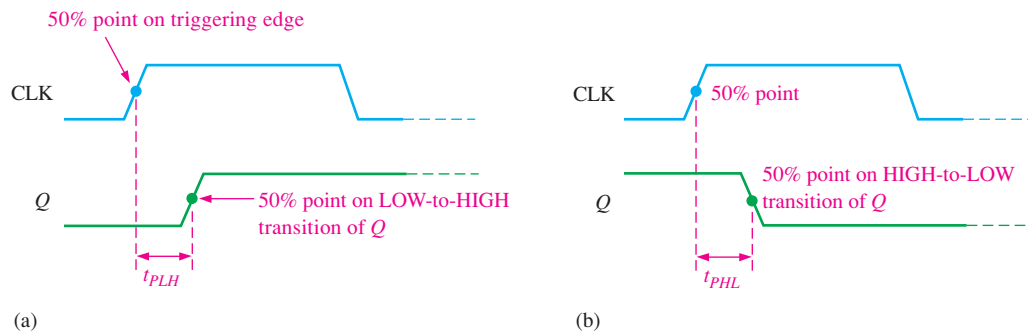 50% point on triggering edge
CLK
Q
50% point on LOW-to-HIGH
transition of Q
tPLH
(a)
CLK
50% point
Q
50% point on HIGH-to-LOW
transition of Q
tPHL
(b)